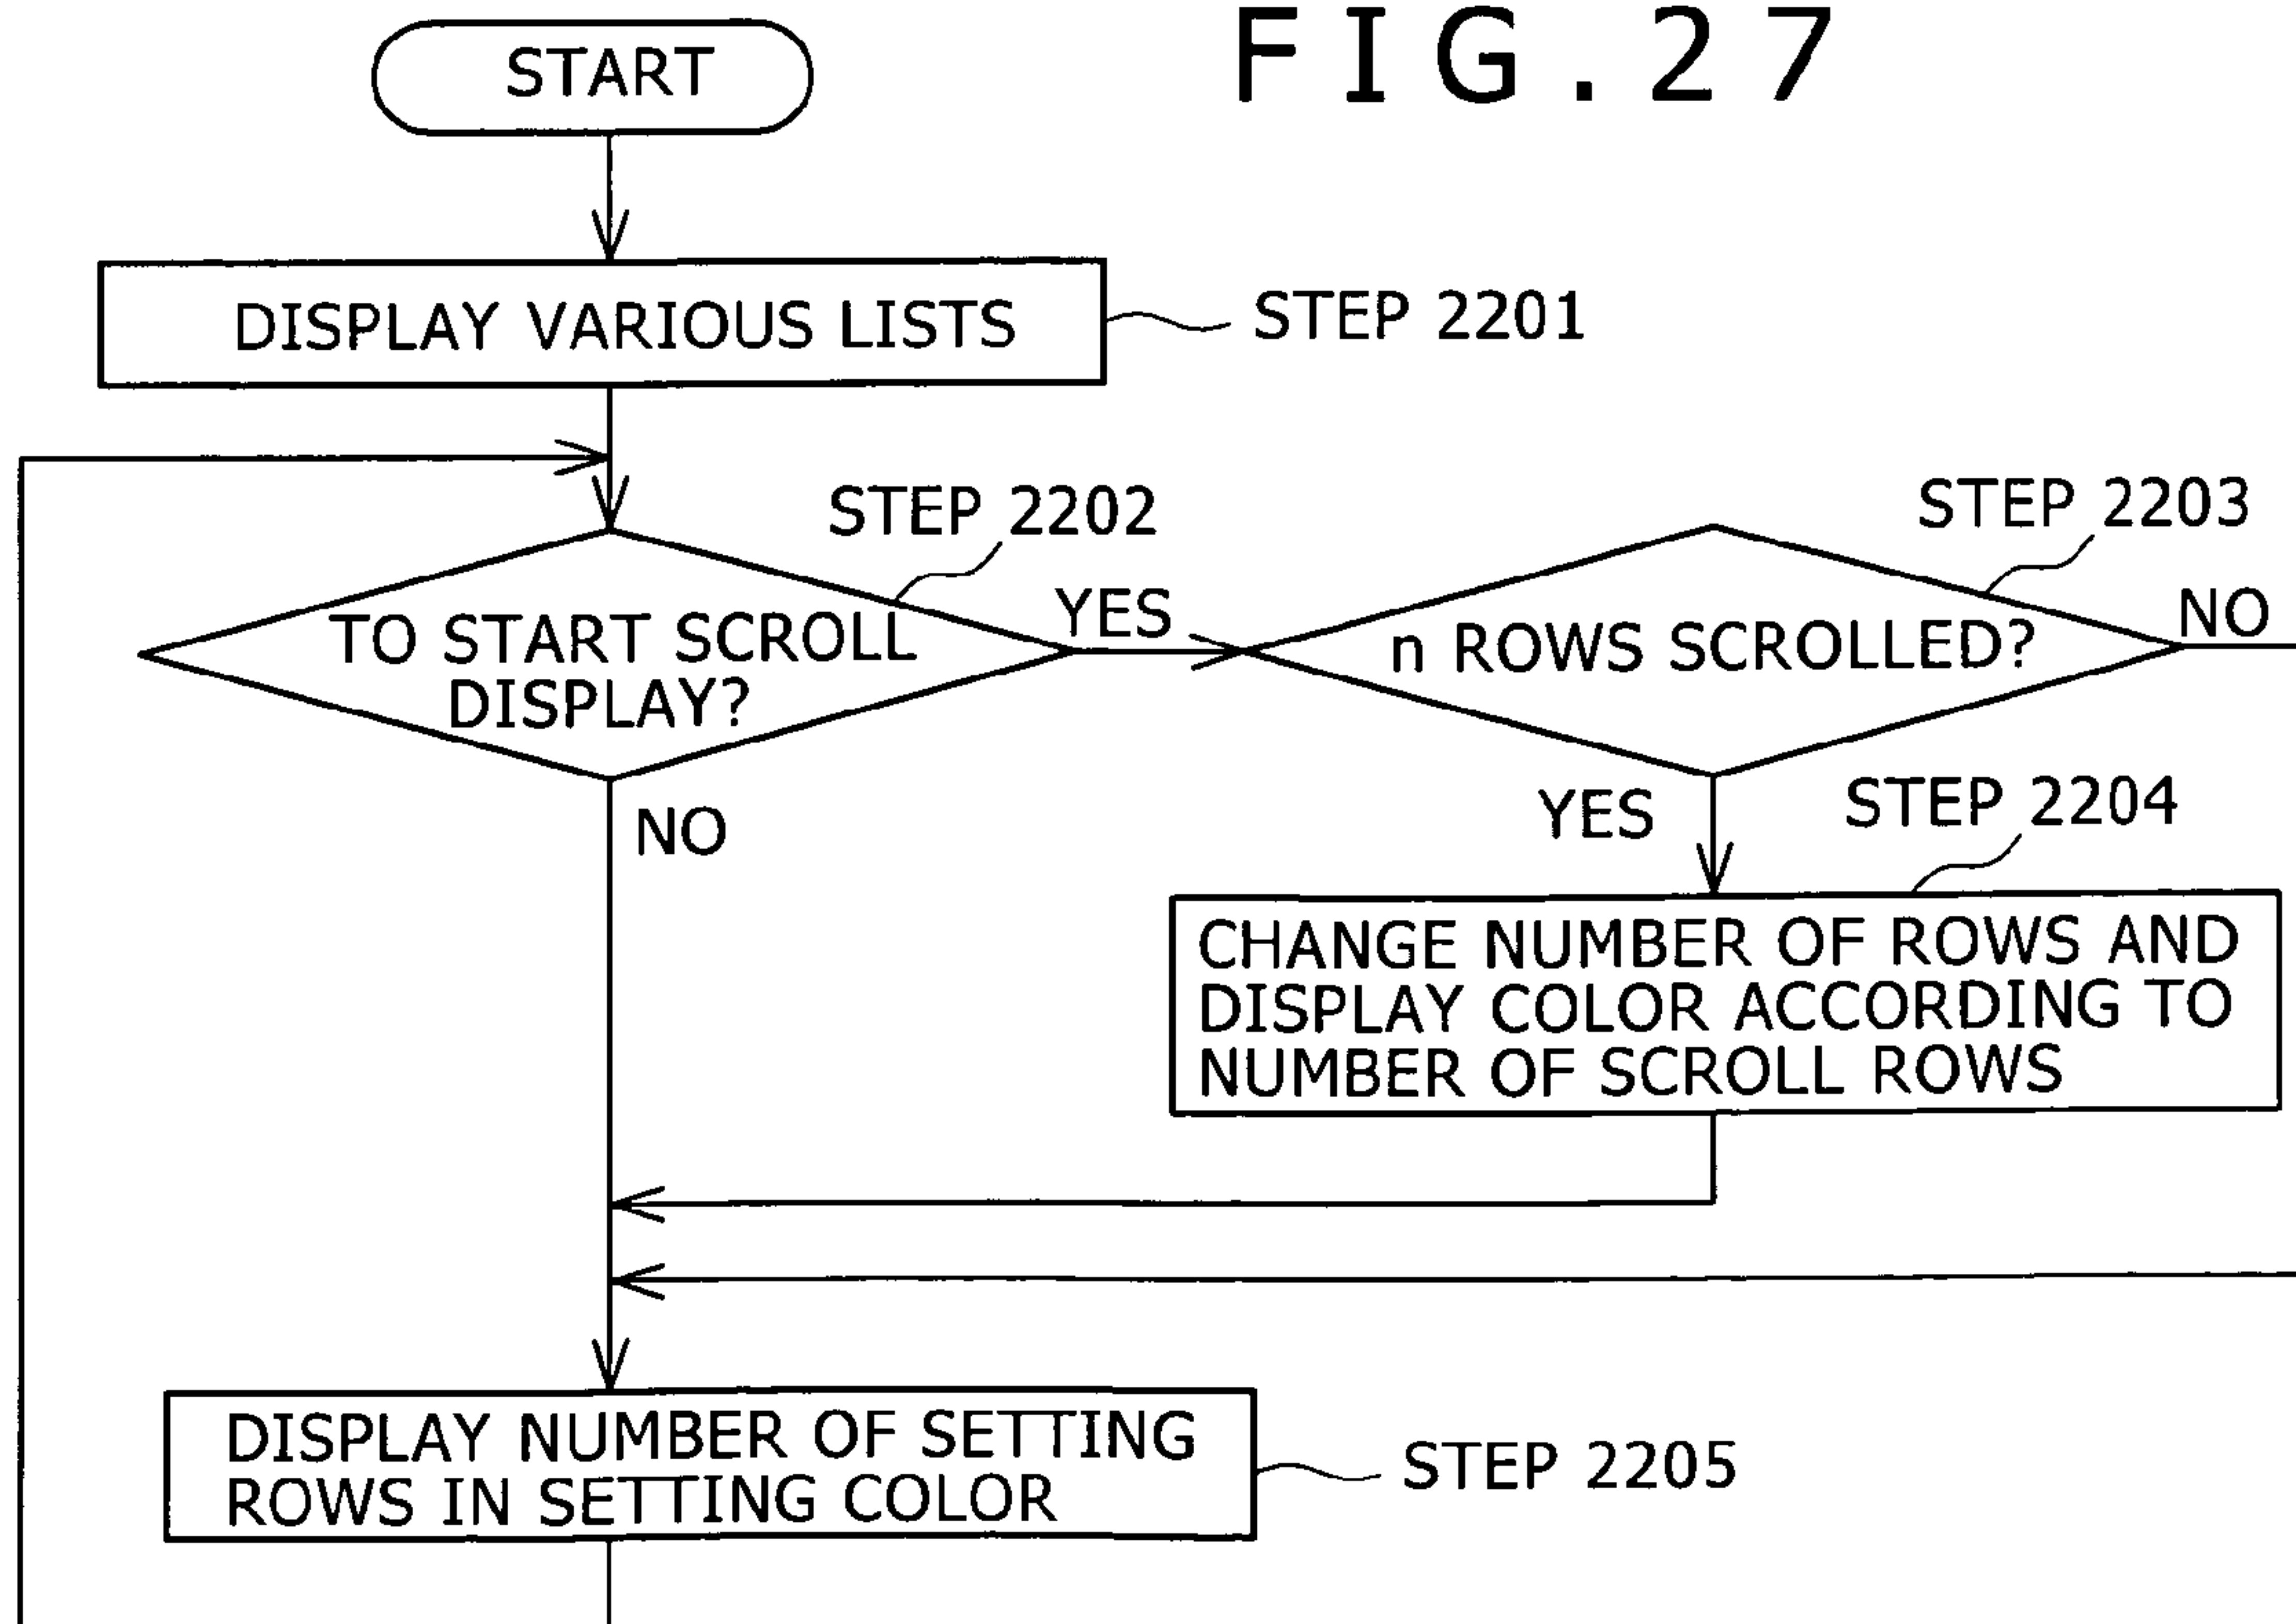 FIG.27
START
DISPLAY VARIOUS LISTS
STEP 2201
STEP 2202
STEP 2203
TO START SCROLL
DISPLAY?
YES
n ROWS SCROLLED?
NO
NO
YES
STEP 2204
CHANGE NUMBER OF ROWS AND
DISPLAY COLOR ACCORDING TO
NUMBER OF SCROLL ROWS
DISPLAY NUMBER OF SETTING
ROWS IN SETTING COLOR
STEP 2205